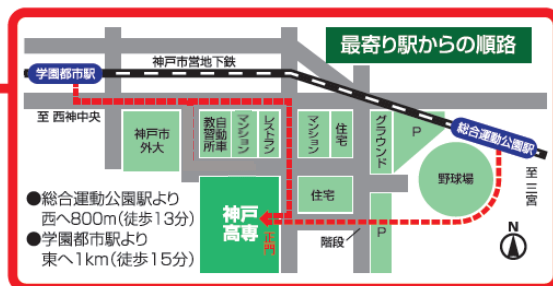 最寄り駅からの順路
神戸市営地下鉄
学園都市駅
総合運動公園駅
至 西神中央
至 三宮
神戸市
外大
自動車
教習所
マンション
レストラン
マンション
住宅
グラウンド
P
野球場
住宅
神戸
高専
正門
階段
P
N
●総合運動公園駅より
西へ800m(徒歩13分)
●学園都市駅より
東へ1km(徒歩15分)